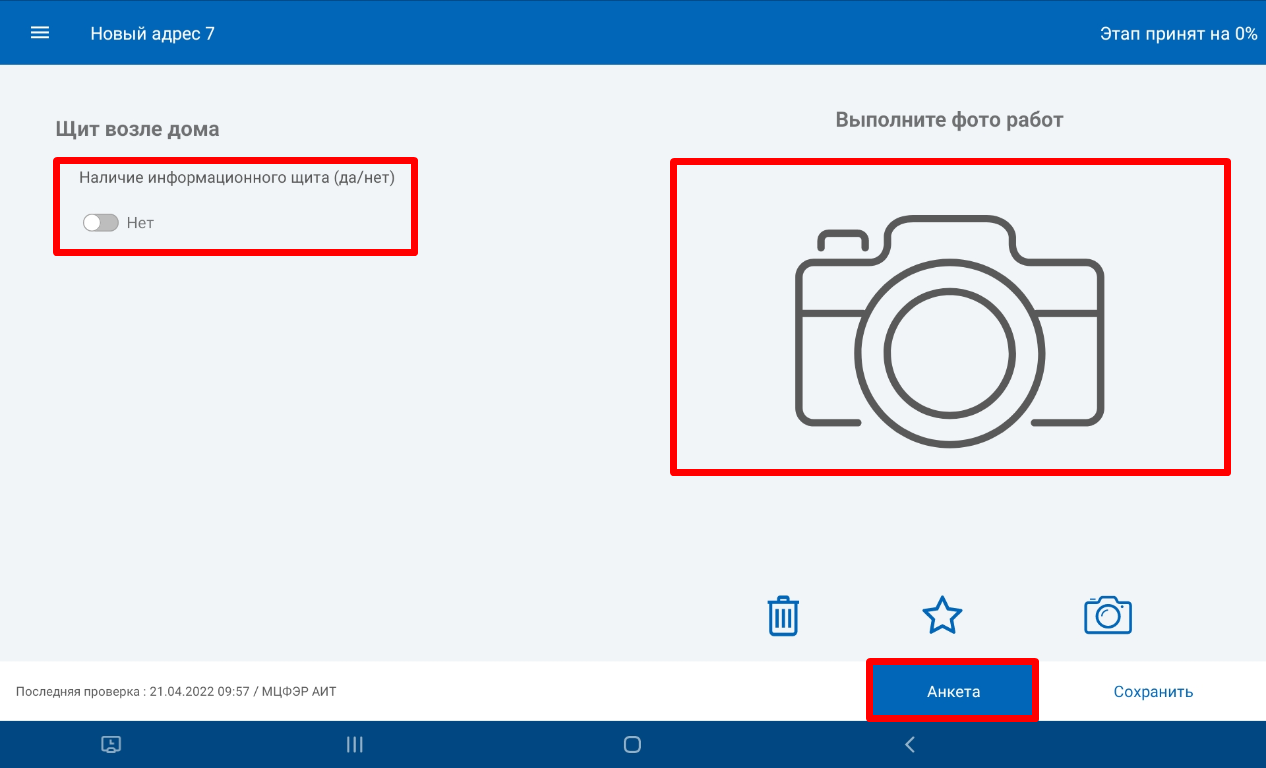 Новый адрес 7
Этап принят на 0%
Щит возле дома
Выполните фото работ
Наличие информационного щита (да/нет)
Нет
Последняя проверка : 21.04.2022 09:57 / МЦФЭР АИТ
Анкета
Сохранить